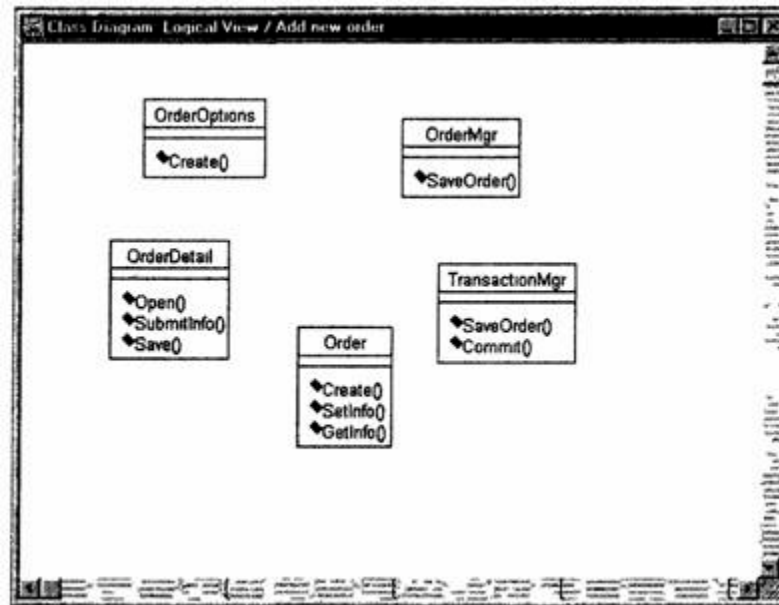 Class Diagram Logical View / Add new order
OrderOptions
Create()
OrderMgr
SaveOrder()
OrderDetail
Open()
SubmitInfo()
Save()
TransactionMgr
SaveOrder()
Commit()
Order
Create()
SetInfo()
GetInfo()